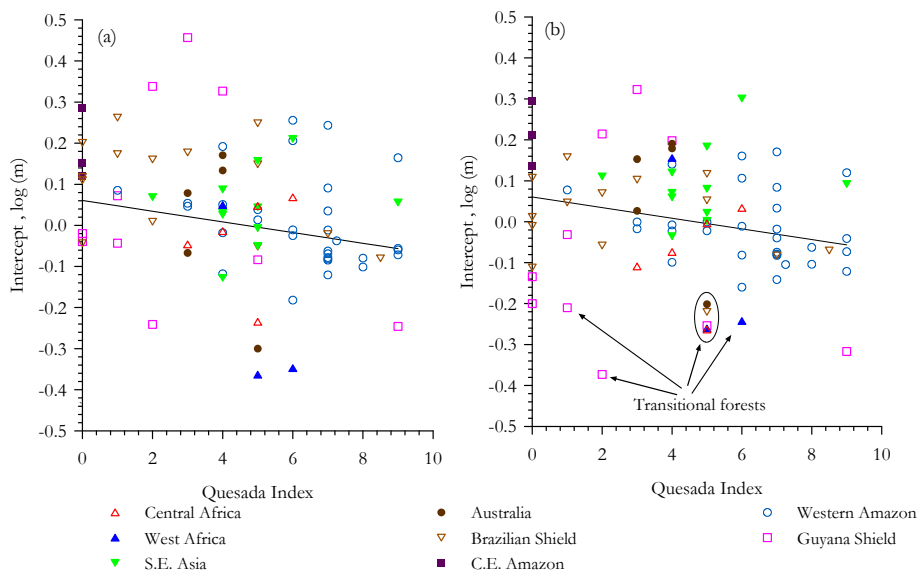 (a)
(b)
Intercept , log (m)
0.5
0.4
0.3
0.2
0.1
0.0
-0.1
-0.2
-0.3
-0.4
-0.5
0 2 4 6 8 10
Quesada Index
Intercept , log (m)
0.5
0.4
0.3
0.2
0.1
0.0
-0.1
-0.2
-0.3
-0.4
-0.5
Transitional forests
0 2 4 6 8 10
Quesada Index
Central Africa
Australia
Western Amazon
West Africa
Brazilian Shield
Guyana Shield
S.E. Asia
C.E. Amazon